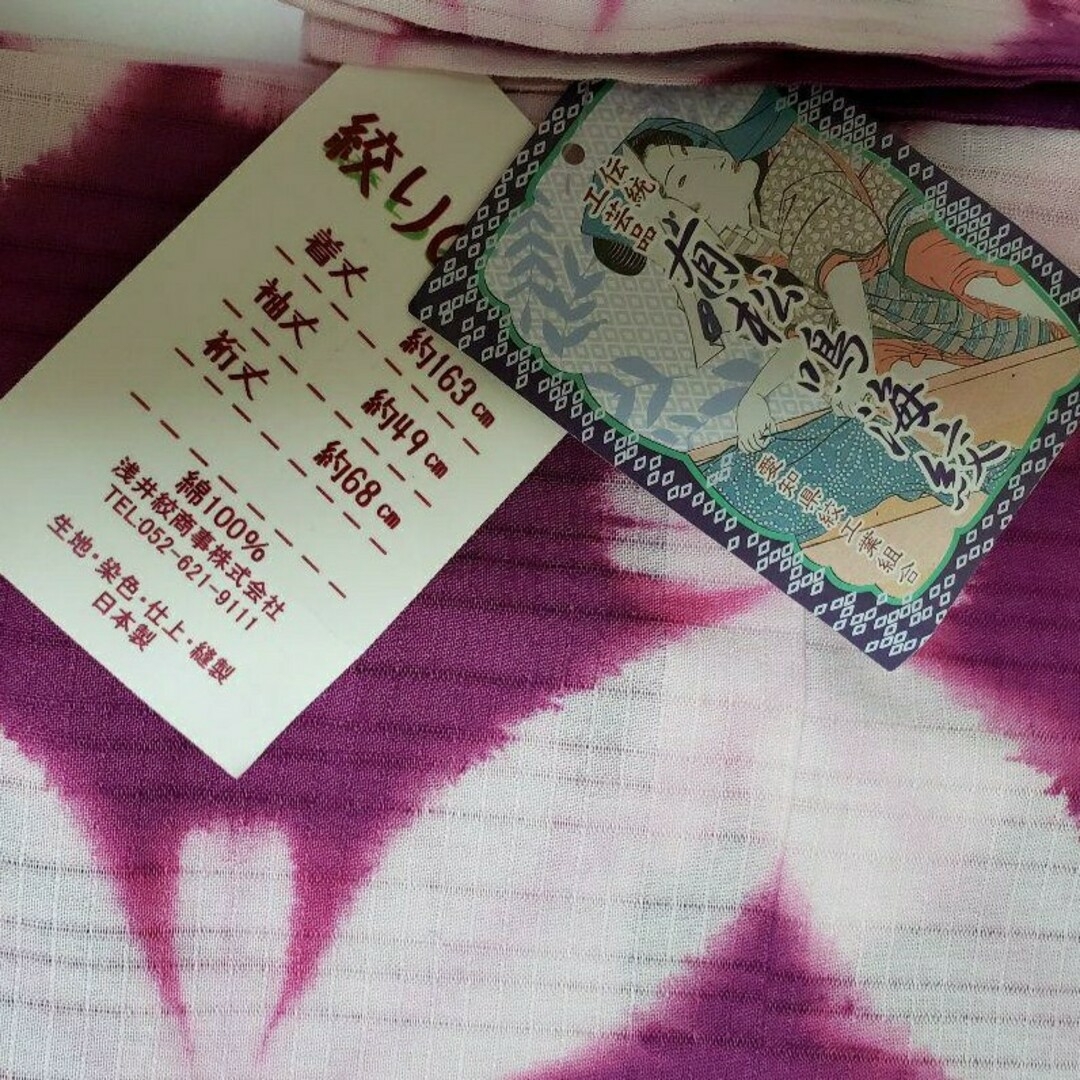 絞り
着丈 約163cm
袖丈 約49cm
裄丈 約68cm
綿100%
浅井絞商事株式会社
TEL.052-621-9111
生地・染色・仕上・縫製
日本製
伝統
工芸品
有松鳴海絞
愛知県絞工業組合